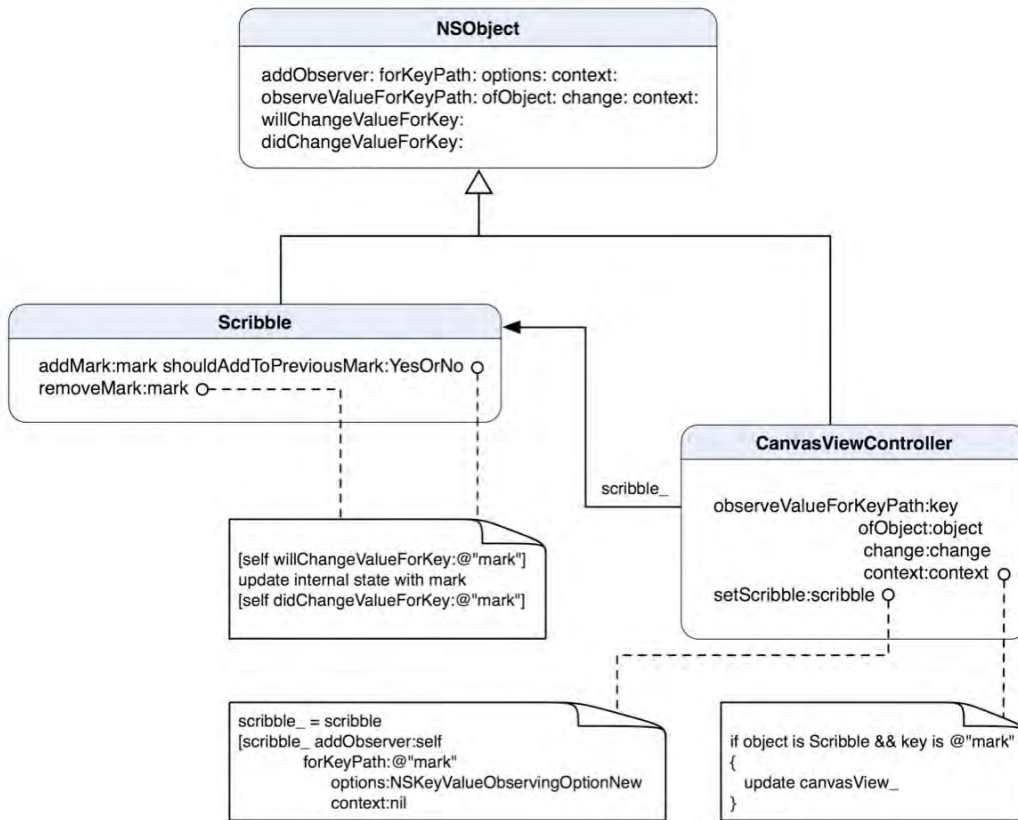 NSObject
addObserver: forKeyPath: options: context:
observeValueForKeyPath: ofObject: change: context:
willChangeValueForKey:
didChangeValueForKey:
Scribble
addMark:mark shouldAddToPreviousMark:YesOrNo
removeMark:mark
CanvasViewController
scribble_
observeValueForKeyPath:key
ofObject:object
change:change
context:context
setScribble:scribble
[self willChangeValueForKey:@"mark"]
update internal state with mark
[self didChangeValueForKey:@"mark"]
scribble_ = scribble
[scribble_ addObserver:self
forKeyPath:@"mark"
options:NSKeyValueObservingOptionNew
context:nil
if object is Scribble && key is @"mark"
{
update canvasView_
}